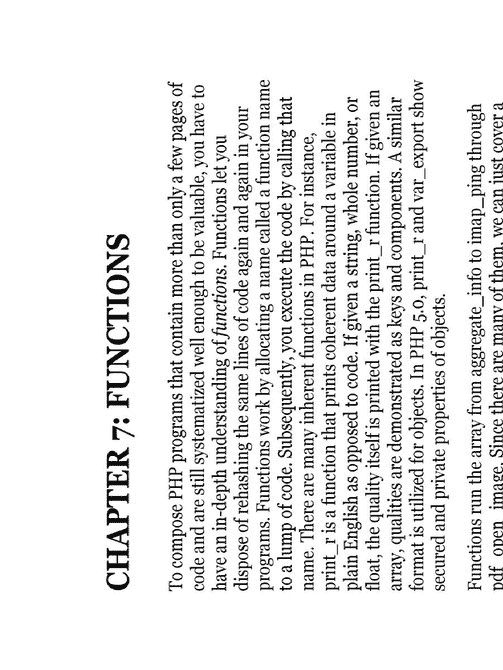 CHAPTER 7: FUNCTIONS
To compose PHP programs that contain more than only a few pages of
code and are still systematized well enough to be valuable, you have to
have an in-depth understanding of functions. Functions let you
dispose of rehashing the same lines of code again and again in your
programs. Functions work by allocating a name called a function name
to a lump of code. Subsequently, you execute the code by calling that
name. There are many inherent functions in PHP. For instance,
print_r is a function that prints coherent data around a variable in
plain English as opposed to code. If given a string, whole number, or
float, the quality itself is printed with the print_r function. If given an
array, qualities are demonstrated as keys and components. A similar
format is utilized for objects. In PHP 5.0, print_r and var_export show
secured and private properties of objects.
Functions run the array from aggregate_info to imap_ping through
pdf_open_image. Since there are many of them, we can just cover a